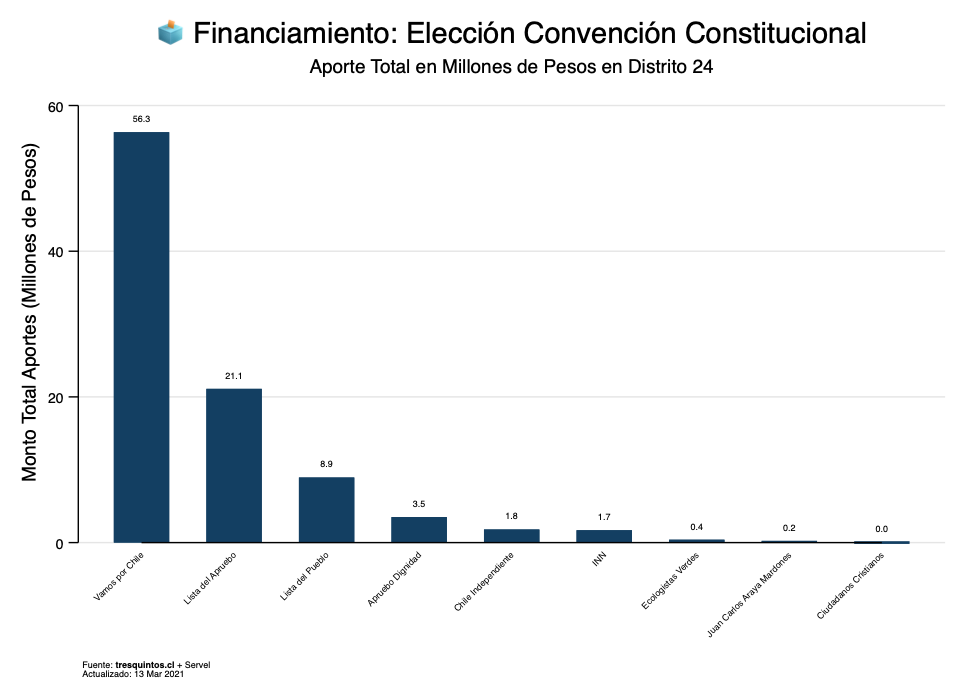 Financiamiento: Elección Convención Constitucional
Aporte Total en Millones de Pesos en Distrito 24
Monto Total Aportes (Millones de Pesos)
60
40
20
0
56.3
21.1
8.9
3.5
1.8
1.7
0.4
0.2
0.0
Vamos por Chile
Lista del Apruebo
Lista del Pueblo
Apruebo Dignidad
Chile Independiente
INN
Ecologistas Verdes
Juan Carlos Araya Mardones
Ciudadanos Cristianos
Fuente: tresquintos.cl + Servel
Actualizado: 13 Mar 2021